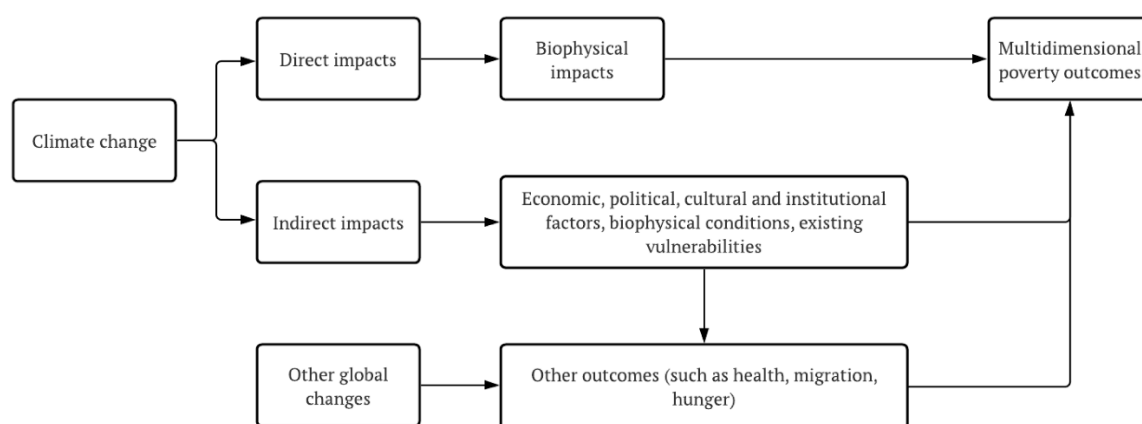 Direct impacts
Biophysical
impacts
Multidimensional
poverty outcomes
Climate change
Indirect impacts
Economic, political, cultural and institutional
factors, biophysical conditions, existing
vulnerabilities
Other global
changes
Other outcomes (such as health, migration,
hunger)